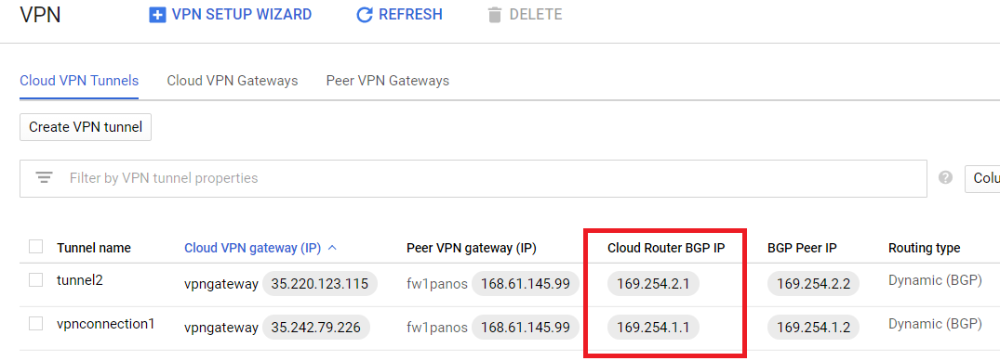 VPN VPN SETUP WIZARD REFRESH DELETE
Cloud VPN Tunnels Cloud VPN Gateways Peer VPN Gateways
Create VPN tunnel
Filter by VPN tunnel properties ? Colu
Tunnel name Cloud VPN gateway (IP) Peer VPN gateway (IP) Cloud Router BGP IP BGP Peer IP Routing type
tunnel2 vpngateway 35.220.123.115 fw1panos 168.61.145.99 169.254.2.1 169.254.2.2 Dynamic (BGP)
vpnconnection1 vpngateway 35.242.79.226 fw1panos 168.61.145.99 169.254.1.1 169.254.1.2 Dynamic (BGP)